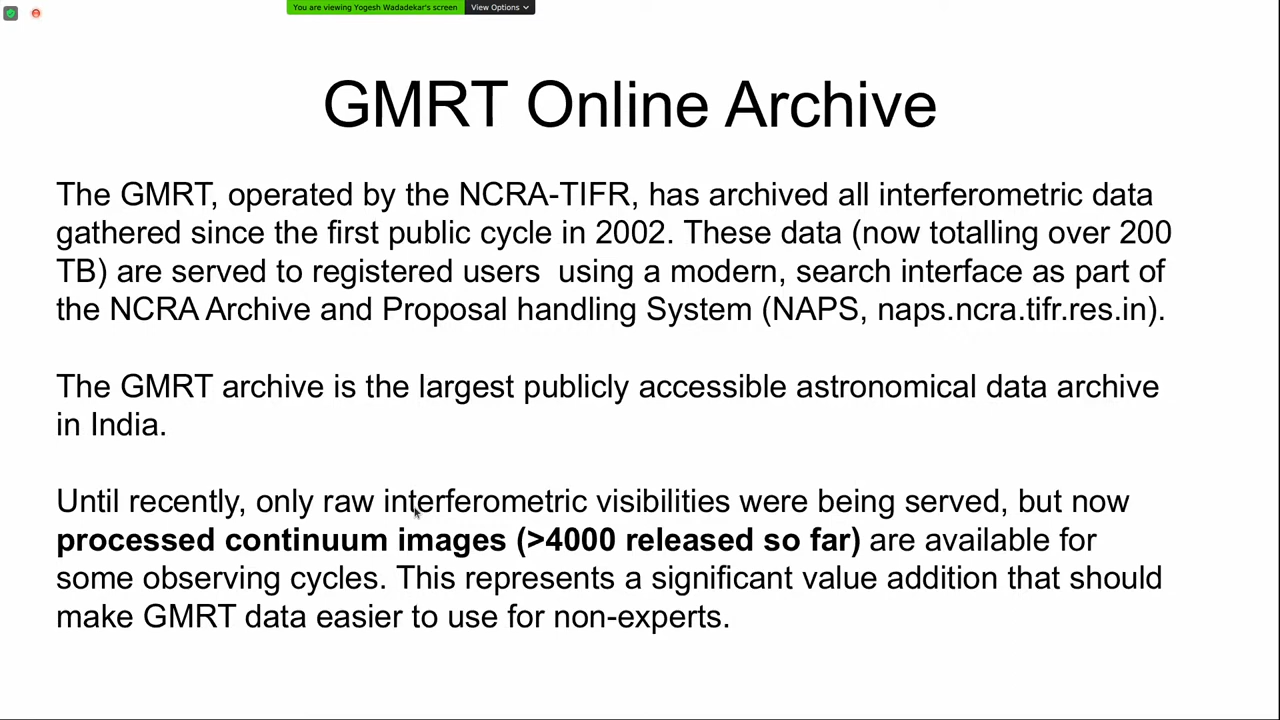 You are viewing Yogesh Wadadekar's screen
View Options
GMRT Online Archive
The GMRT, operated by the NCRA-TIFR, has archived all interferometric data
gathered since the first public cycle in 2002. These data (now totalling over 200
TB) are served to registered users  using a modern, search interface as part of
the NCRA Archive and Proposal handling System (NAPS, naps.ncra.tifr.res.in).
The GMRT archive is the largest publicly accessible astronomical data archive
in India.
Until recently, only raw interferometric visibilities were being served, but now
processed continuum images (>4000 released so far) are available for
some observing cycles. This represents a significant value addition that should
make GMRT data easier to use for non-experts.